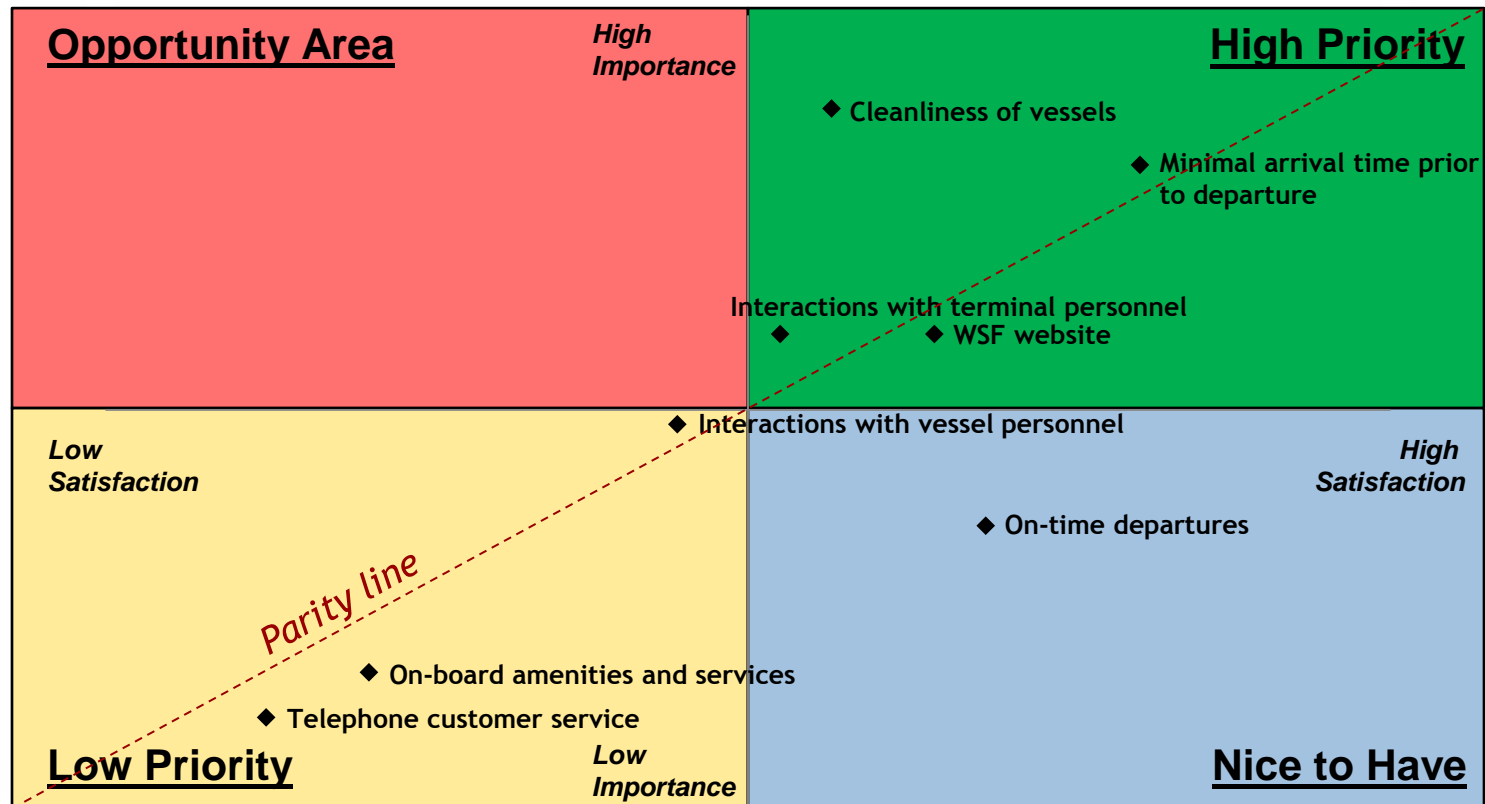 Opportunity Area
High
Importance
High Priority
Cleanliness of vessels
Minimal arrival time prior
to departure
Interactions with terminal personnel
WSF website
Interactions with vessel personnel
Low
Satisfaction
High
Satisfaction
On-time departures
Parity line
On-board amenities and services
Telephone customer service
Low Priority
Low
Importance
Nice to Have